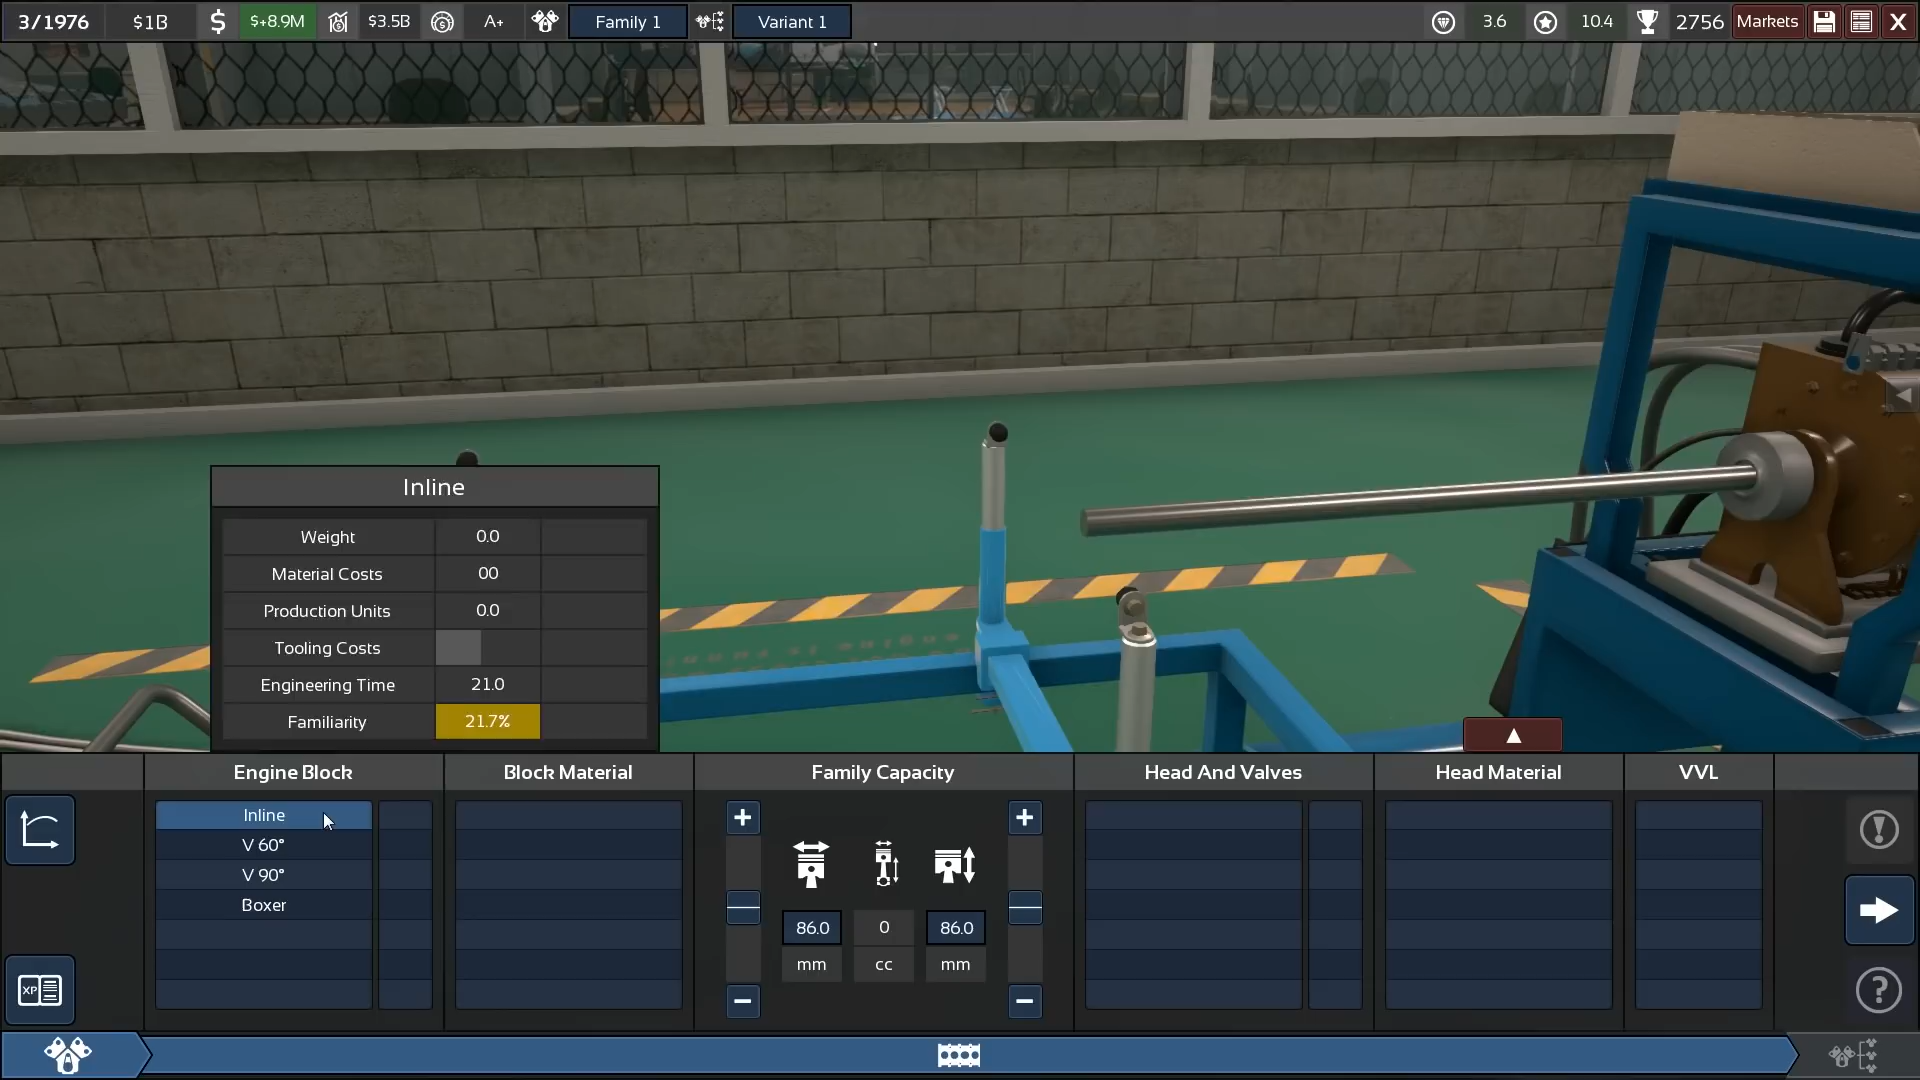 3/1976 $1B $+8.9M $3.5B A+ Family 1 Variant 1 3.6 10.4 2756 Markets
Inline
Weight 0.0
Material Costs 00
Production Units 0.0
Tooling Costs
Engineering Time 21.0
Familiarity 21.7%
Engine Block Block Material Family Capacity Head And Valves Head Material VVL
Inline
V 60°
V 90°
Boxer
86.0 0 86.0
mm cc mm
XP